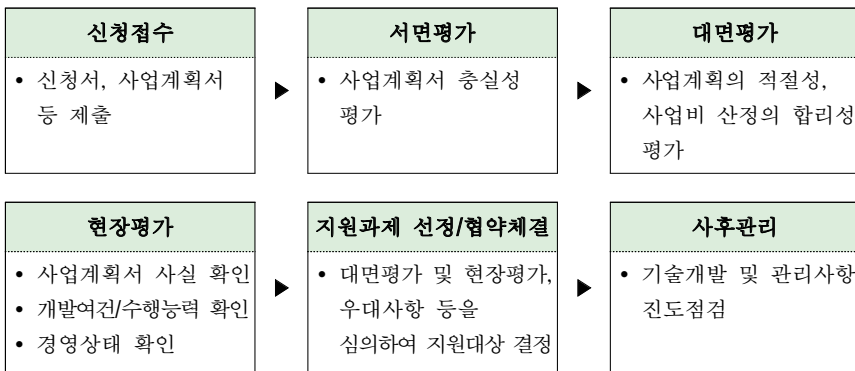 신청접수
• 신청서, 사업계획서
등 제출
▶
서면평가
• 사업계획서 충실성
평가
▶
대면평가
• 사업계획의 적절성,
사업비 산정의 합리성
평가
현장평가
• 사업계획서 사실 확인
• 개발여건/수행능력 확인
• 경영상태 확인
▶
지원과제 선정/협약체결
• 대면평가 및 현장평가,
우대사항 등을
심의하여 지원대상 결정
▶
사후관리
• 기술개발 및 관리사항
진도점검